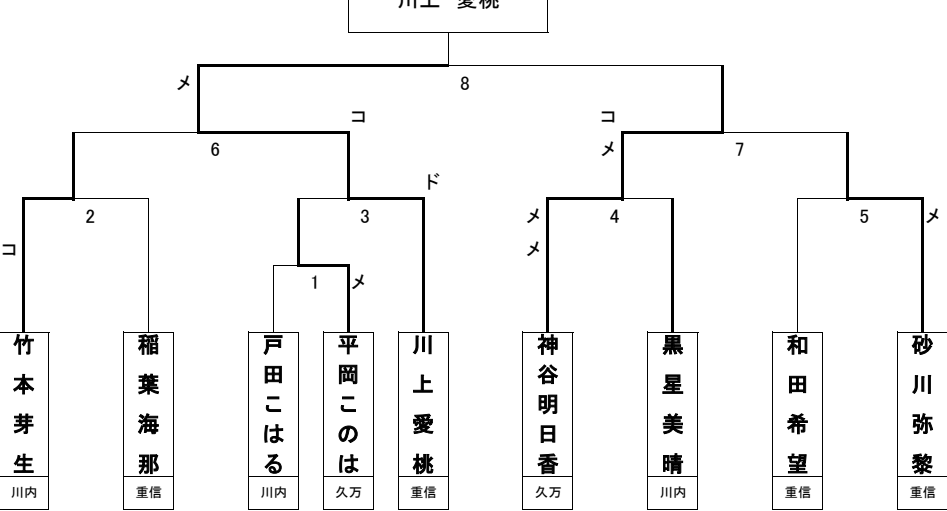 川上 愛桃
メ
8
コ
コ
6
メ
7
ド
2
3
メ
4
5
メ
コ
メ
1
メ
竹本芽生
稲葉海那
戸田こはる
平岡このは
川上愛桃
神谷明日香
黒星美晴
和田希望
砂川弥黎
川内
重信
川内
久万
重信
久万
川内
重信
重信